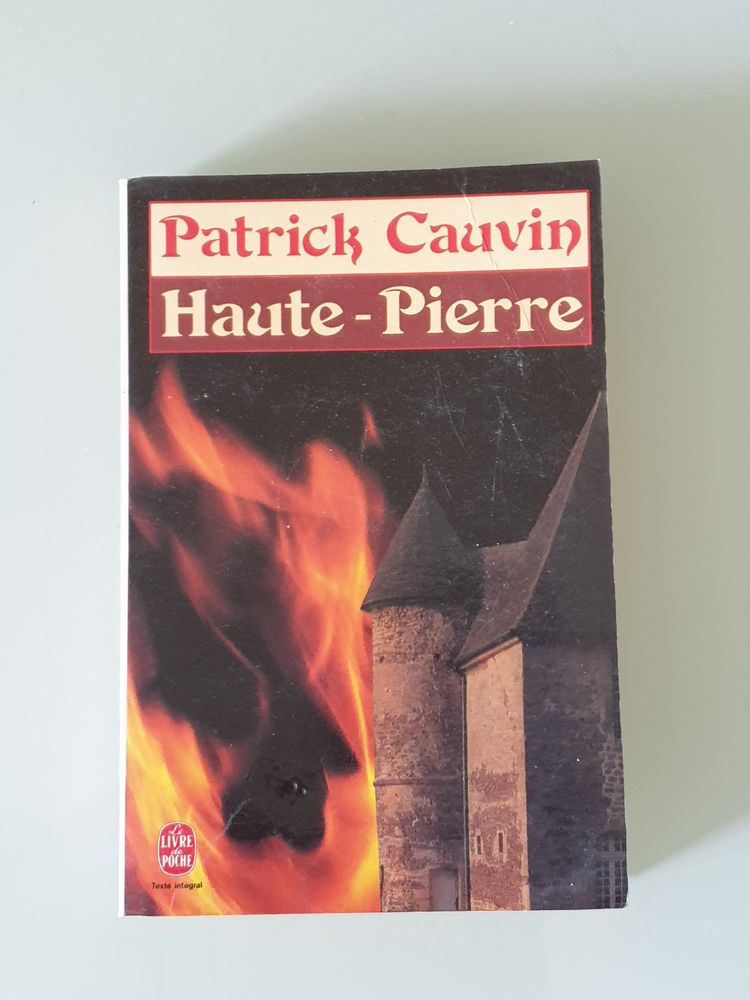 Patrick Cauvin
Haute-Pierre
Le
LIVRE
de
POCHE
Texte intégral